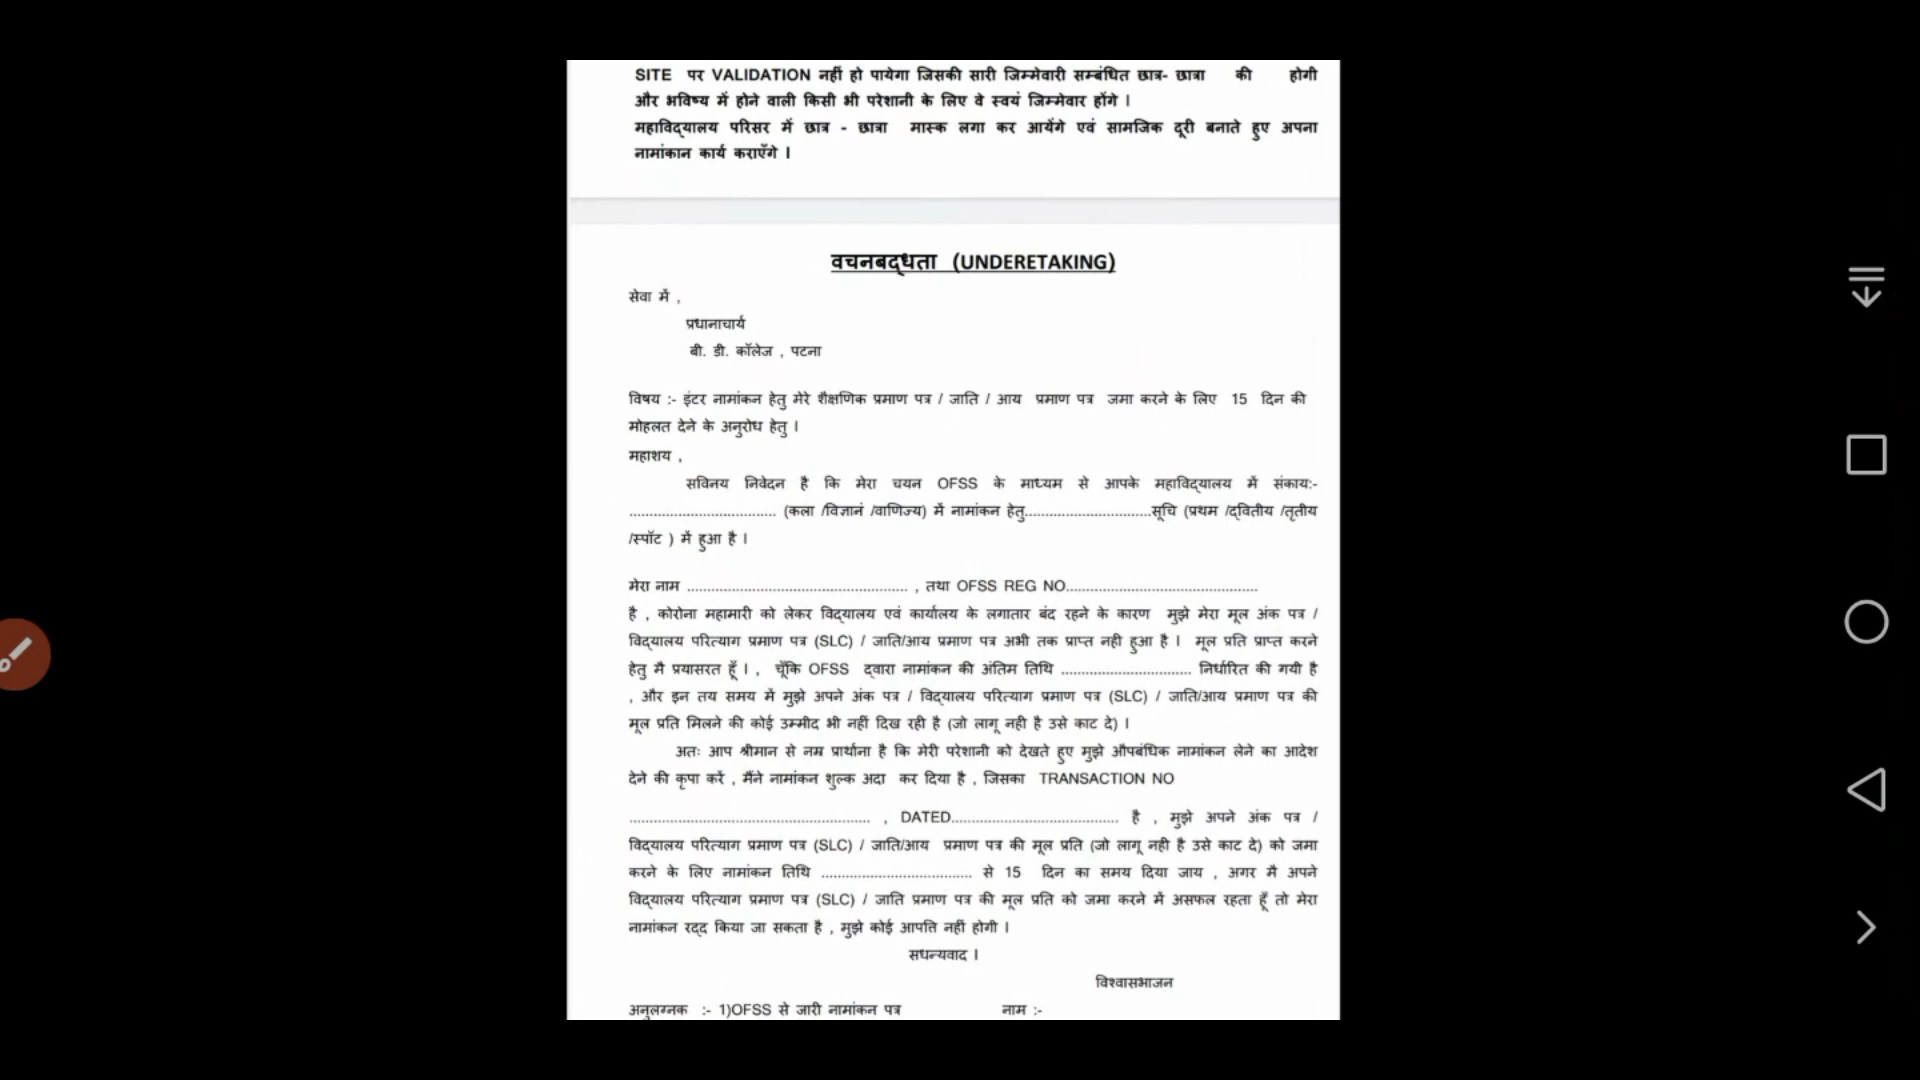 SITE पर VALIDATION नहीं हो पायेगा जिसकी सारी जिम्मेवारी सम्बंधित छात्र- छात्रा की होगी
और भविष्य में होने वाली किसी भी परेशानी के लिए वे स्वयं जिम्मेवार होंगे ।
महाविद्यालय परिसर में छात्र - छात्रा मास्क लगा कर आयेंगे एवं सामजिक दूरी बनाते हुए अपना
नामांकान कार्य कराएँगे ।
वचनबद्धता (UNDERETAKING)
सेवा में ,
प्रधानाचार्य
बी. डी. कॉलेज , पटना
विषय :- इंटर नामांकन हेतु मेरे शैक्षणिक प्रमाण पत्र / जाति / आय प्रमाण पत्र जमा करने के लिए 15 दिन की
मोहलत देने के अनुरोध हेतु ।
महाशय ,
सविनय निवेदन है कि मेरा चयन OFSS के माध्यम से आपके महाविद्यालय में संकाय:-
.................................... (कला /विज्ञानं /वाणिज्य) में नामांकन हेतु...............................सूचि (प्रथम /द्वितीय /तृतीय
/स्पॉट ) में हुआ है ।
मेरा नाम ...................................................... , तथा OFSS REG NO...............................................
है , कोरोना महामारी को लेकर विद्यालय एवं कार्यालय के लगातार बंद रहने के कारण मुझे मेरा मूल अंक पत्र /
विद्यालय परित्याग प्रमाण पत्र (SLC) / जाति/आय प्रमाण पत्र अभी तक प्राप्त नही हुआ है । मूल प्रति प्राप्त करने
हेतु मै प्रयासरत हूँ । , चूँकि OFSS द्वारा नामांकन की अंतिम तिथि ................................ निर्धारित की गयी है
, और इन तय समय में मुझे अपने अंक पत्र / विद्यालय परित्याग प्रमाण पत्र (SLC) / जाति/आय प्रमाण पत्र की
मूल प्रति मिलने की कोई उम्मीद भी नहीं दिख रही है (जो लागू नही है उसे काट दे) ।
अतः आप श्रीमान से नम्र प्रार्थाना है कि मेरी परेशानी को देखते हुए मुझे औपबंधिक नामांकन लेने का आदेश
देने की कृपा करें , मैंने नामांकन शुल्क अदा कर दिया है , जिसका TRANSACTION NO
........................................................... , DATED......................................... है , मुझे अपने अंक पत्र /
विद्यालय परित्याग प्रमाण पत्र (SLC) / जाति/आय प्रमाण पत्र की मूल प्रति (जो लागू नही है उसे काट दे) को जमा
करने के लिए नामांकन तिथि ..................................... से 15 दिन का समय दिया जाय , अगर मै अपने
विद्यालय परित्याग प्रमाण पत्र (SLC) / जाति प्रमाण पत्र की मूल प्रति को जमा करने में असफल रहता हूँ तो मेरा
नामांकन रद्द किया जा सकता है , मुझे कोई आपत्ति नहीं होगी ।
सधन्यवाद ।
विश्वासभाजन
अनुलग्नक :- 1)OFSS से जारी नामांकन पत्र नाम :-